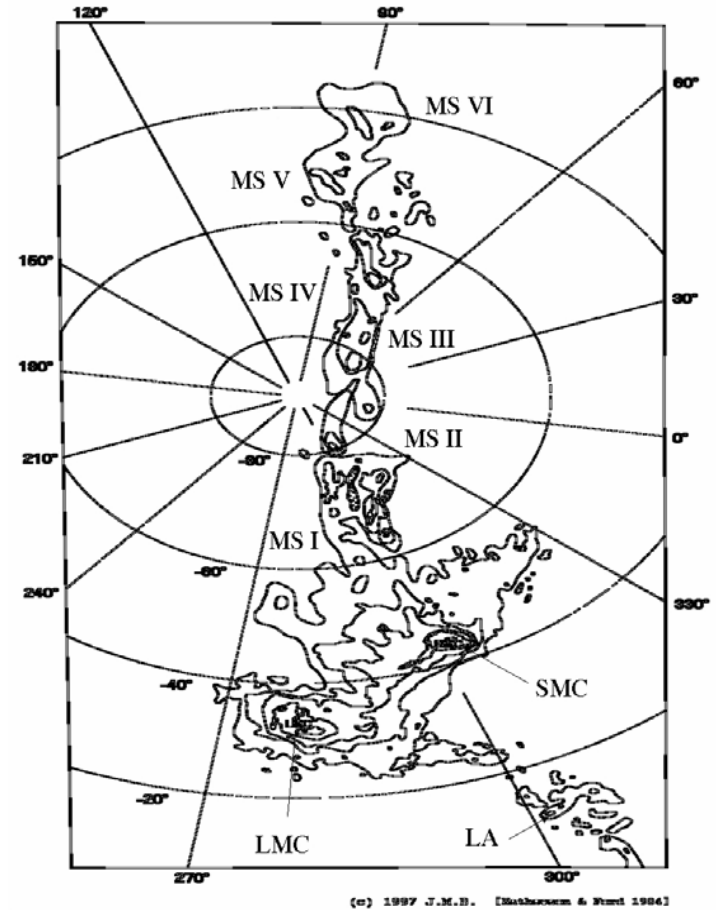 120°
90°
60°
MS VI
MS V
150°
MS IV
30°
MS III
180°
0°
MS II
210°
-80°
MS I
-60°
240°
330°
-40°
SMC
-20°
LMC
LA
270°
300°
(c) 1997 J.M.B.